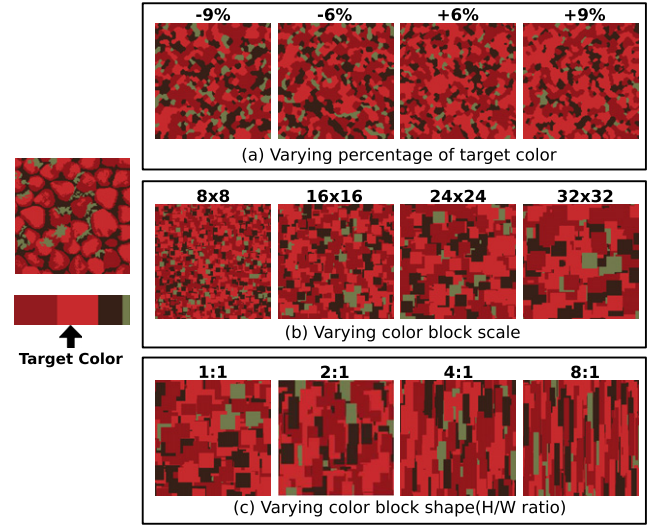 -9% -6% +6% +9%
(a) Varying percentage of target color
8x8 16x16 24x24 32x32
(b) Varying color block scale
Target Color
1:1 2:1 4:1 8:1
(c) Varying color block shape(H/W ratio)